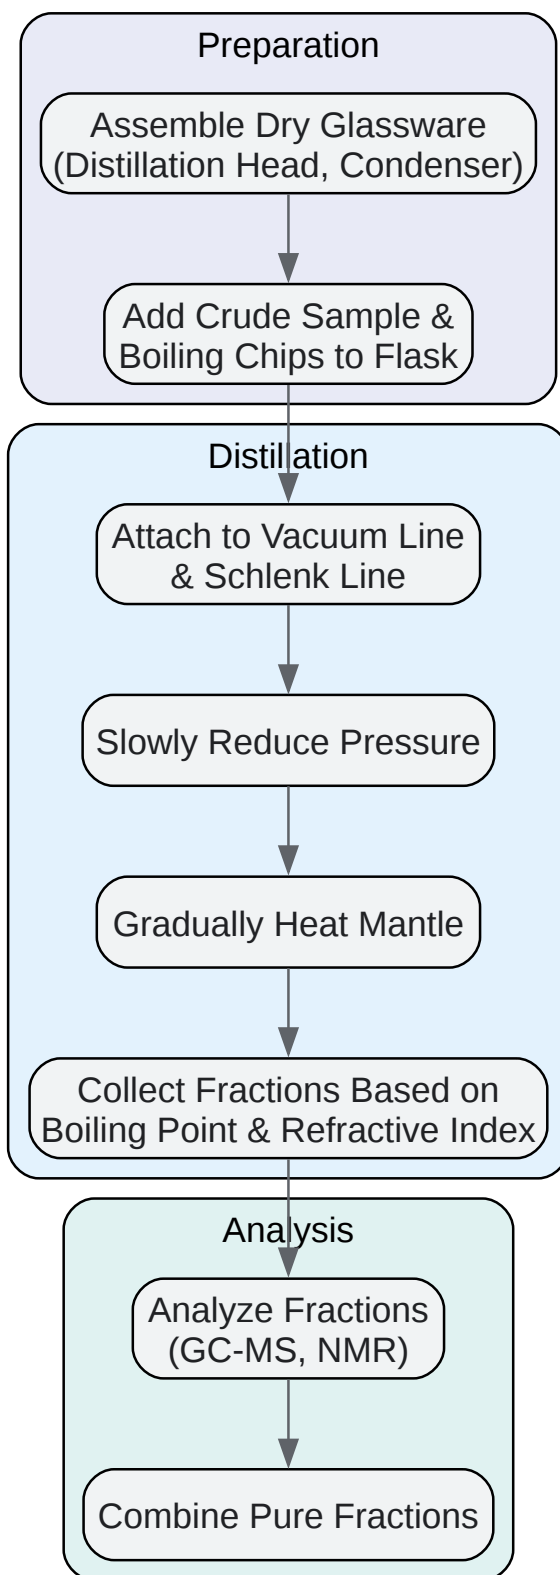 Preparation
Assemble Dry Glassware
(Distillation Head, Condenser)
Add Crude Sample &
Boiling Chips to Flask
Distillation
Attach to Vacuum Line
& Schlenk Line
Slowly Reduce Pressure
Gradually Heat Mantle
Collect Fractions Based on
Boiling Point & Refractive Index
Analysis
Analyze Fractions
(GC-MS, NMR)
Combine Pure Fractions